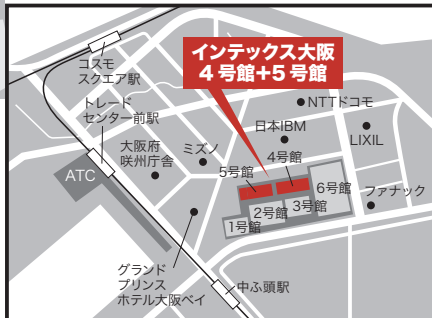 インテックス大阪
4号館+5号館
コスモ
スクエア駅
トレード
センター前駅
NTTドコモ
日本IBM
LIXIL
大阪府
咲州庁舎
ミズノ
4号館
5号館
ATC
6号館
ファナック
3号館
2号館
1号館
グランド
プリンス
ホテル大阪ベイ
中ふ頭駅